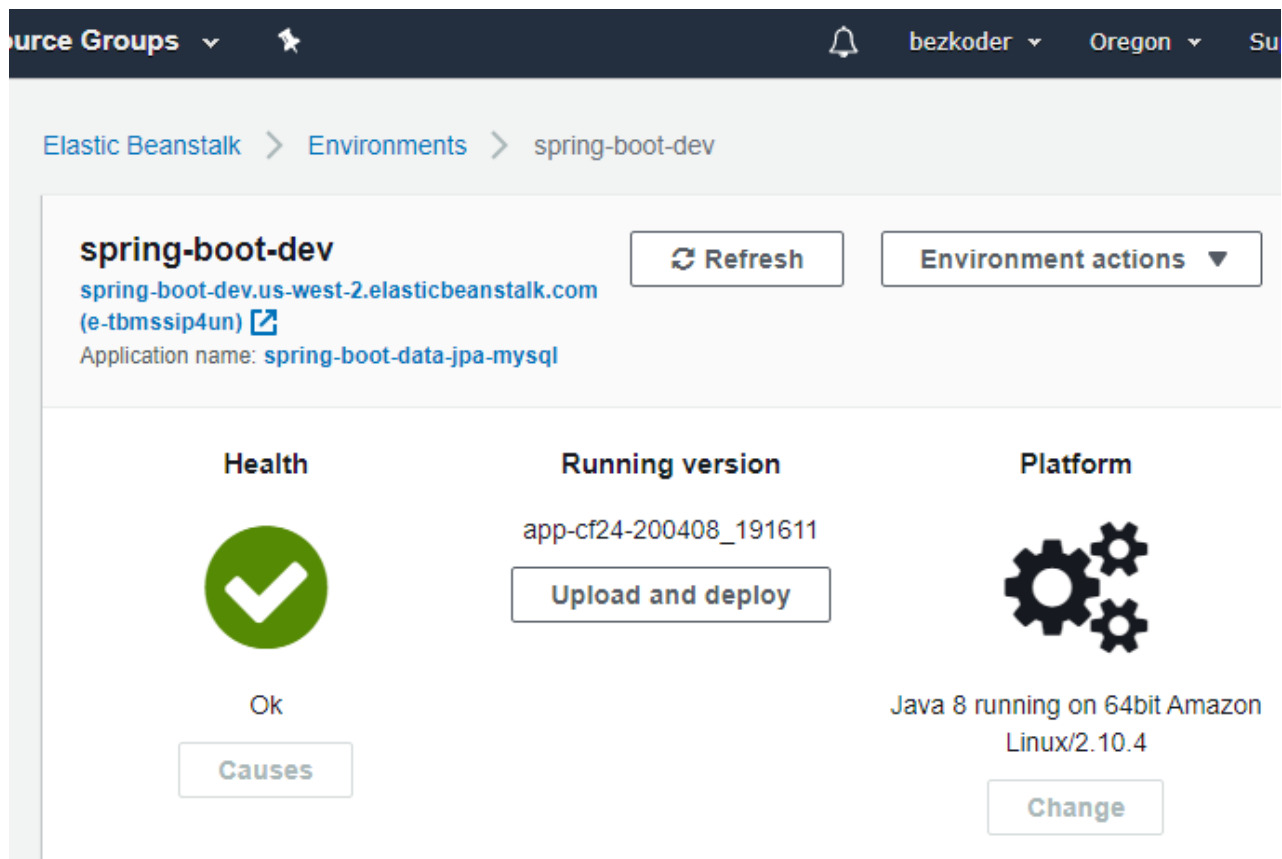 Groups
bezkoder Oregon
Elastic Beanstalk > Environments > spring-boot-dev
spring-boot-dev
Refresh
Environment actions
spring-boot-dev.us-west-2.elasticbeanstalk.com
(e-tbmssip4un)
Application name: spring-boot-data-jpa-mysql
Health
Running version
Platform
app-cf24-200408_191611
Upload and deploy
Ok
Java 8 running on 64bit Amazon
Linux/2.10.4
Causes
Change